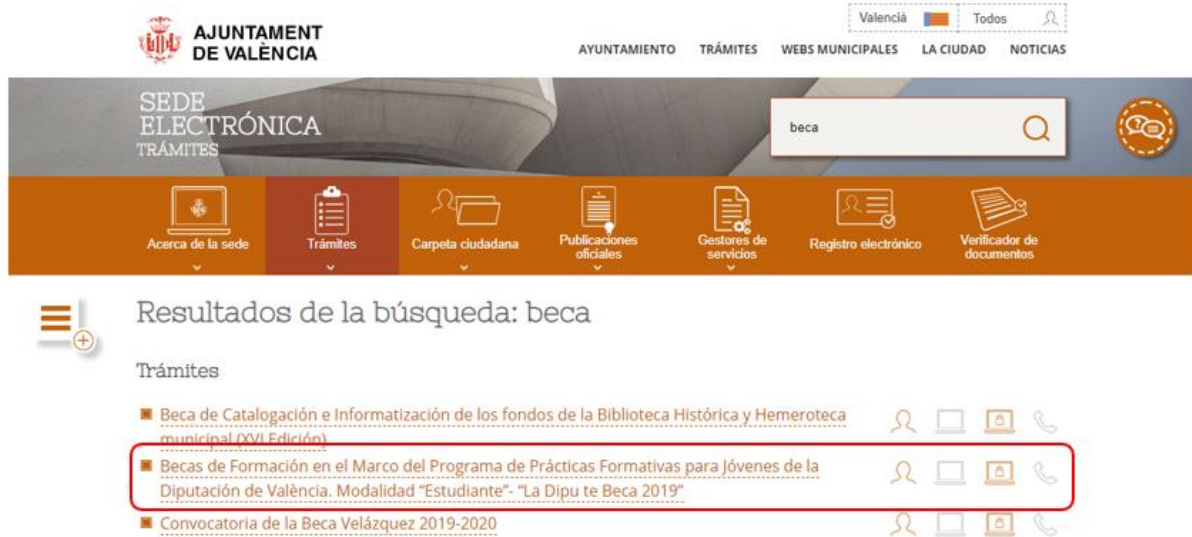 Valencià
Todos
AJUNTAMENT
DE VALÈNCIA
AYUNTAMIENTO TRÁMITES WEBS MUNICIPALES LA CIUDAD NOTICIAS
SEDE
ELECTRÓNICA
TRÁMITES
beca
Acerca de la sede
Trámites
Carpeta ciudadana
Publicaciones
oficiales
Gestores de
servicios
Registro electrónico
Verificador de
documentos
Resultados de la búsqueda: beca
Trámites
Beca de Catalogación e Informatización de los fondos de la Biblioteca Histórica y Hemeroteca
municipal (XVI Edición)
Becas de Formación en el Marco del Programa de Prácticas Formativas para Jóvenes de la
Diputación de València. Modalidad “Estudiante”- “La Dipu te Beca 2019”
Convocatoria de la Beca Velázquez 2019-2020